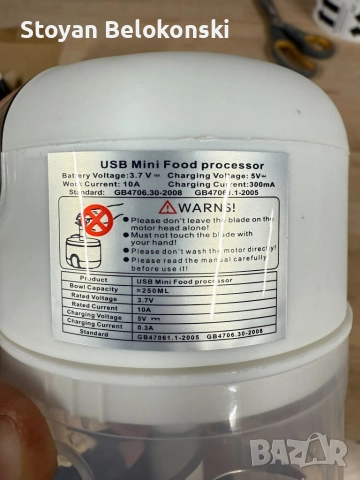 Stoyan Belokonski
USB Mini Food processor
Battery Voltage:3.7 V Charging Voltage: 5V
Work Current: 10A Charging Current:300mA
Standard: GB4706.30-2008 GB47061.1-2005
WARNS!
● Please don't leave the blade on the
motor head alone!
● Must not touch the blade with
your hand!
● Please don't wash the motor directly!
● Please read the manual carefully
before use it!
Product USB Mini Food processor
Bowl Capacity ≈250ML
Rated Voltage 3.7V
Rated Current 10A
Charging Voltage 5V ⎓
Charging Current 0.3A
Standard GB47061.1-2005 GB4706.30-2008
BAZAR